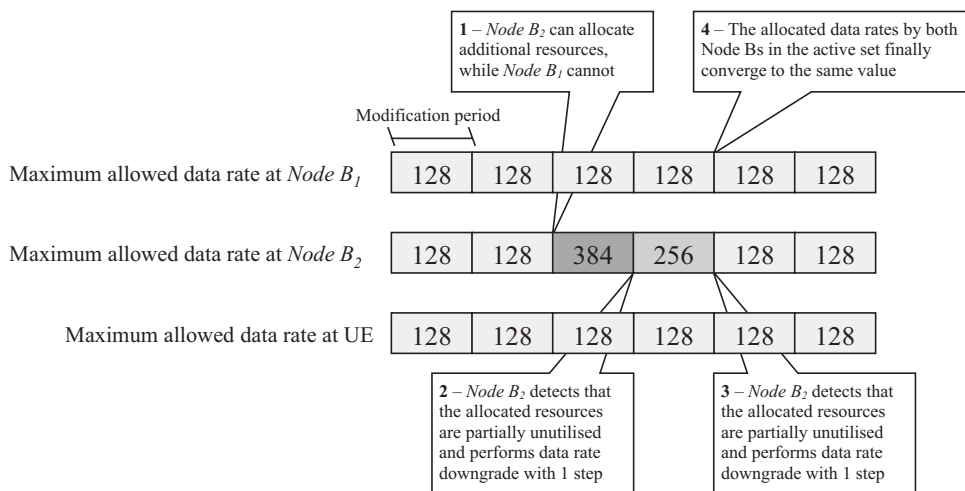 1 – Node B2 can allocate
additional resources,
while Node B1 cannot
4 – The allocated data rates by both
Node Bs in the active set finally
converge to the same value
Modification period
Maximum allowed data rate at Node B1 128 128 128 128 128 128
Maximum allowed data rate at Node B2 128 128 384 256 128 128
Maximum allowed data rate at UE 128 128 128 128 128 128
2 – Node B2 detects that
the allocated resources
are partially unutilised
and performs data rate
downgrade with 1 step
3 – Node B2 detects that
the allocated resources
are partially unutilised
and performs data rate
downgrade with 1 step